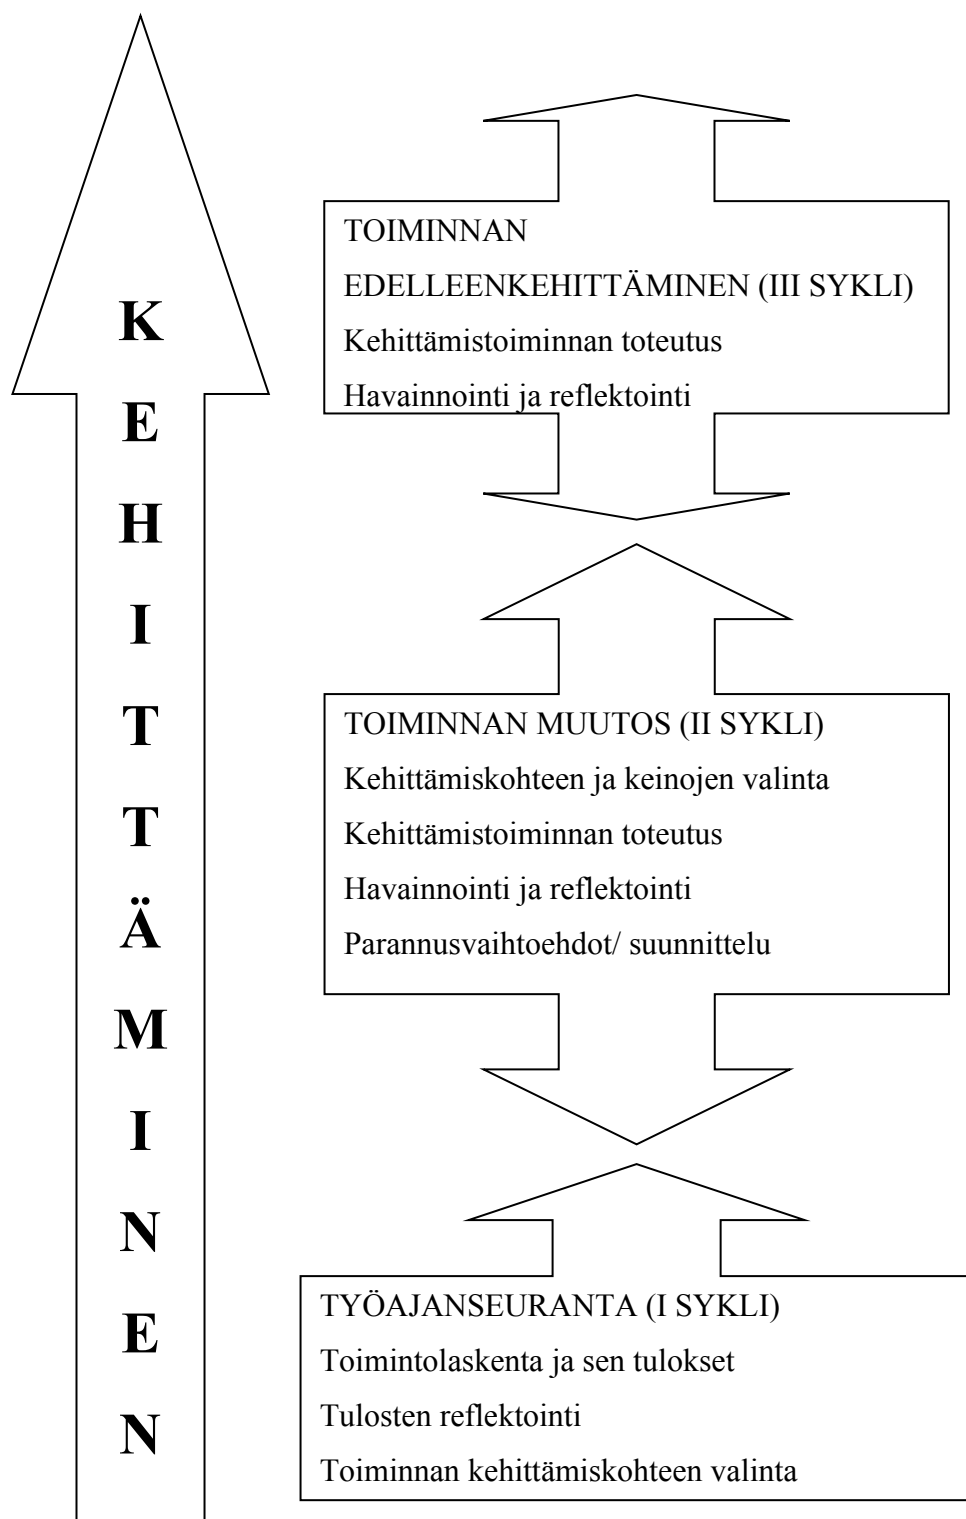 KEHITTÄMINEN
TOIMINNAN
EDELLEENKEHITTÄMINEN (III SYKLI)
Kehittämistoiminnan toteutus
Havainnointi ja reflektointi
TOIMINNAN MUUTOS (II SYKLI)
Kehittämiskohteen ja keinojen valinta
Kehittämistoiminnan toteutus
Havainnointi ja reflektointi
Parannusvaihtoehdot/ suunnittelu
TYÖAJANSEURANTA (I SYKLI)
Toimintolaskenta ja sen tulokset
Tulosten reflektointi
Toiminnan kehittämiskohteen valinta